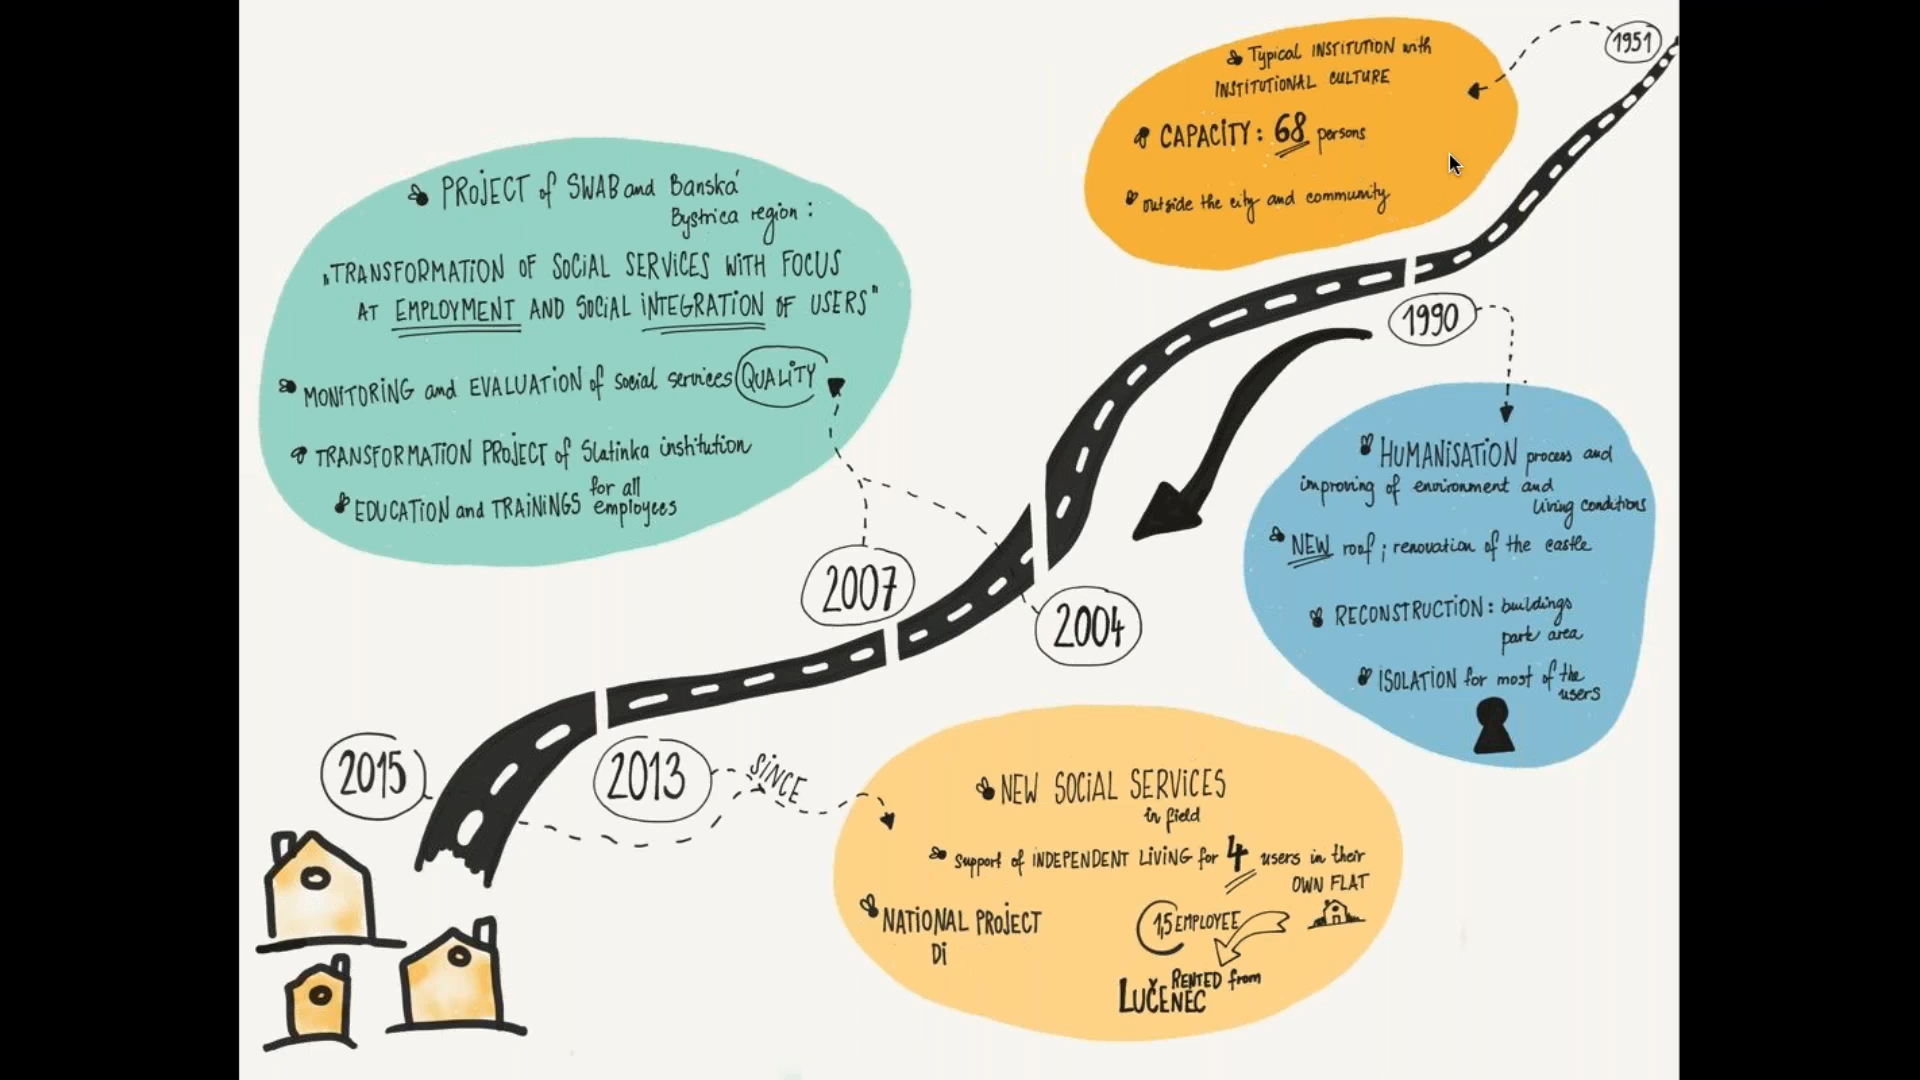 1951
Typical INSTITUTION with
INSTITUTIONAL CULTURE
CAPACITY: 68 persons
outside the city and community
1990
HUMANISATION process and
improving of environment and
living conditions
NEW roof; renovation of the castle
RECONSTRUCTION: buildings
park area
ISOLATION for most of the
users
PROJECT of SWAB and Banská
Bystrica region:
„TRANSFORMATION OF SOCIAL SERVICES WITH FOCUS
AT EMPLOYMENT AND SOCIAL INTEGRATION OF USERS"
MONITORING and EVALUATION of social services QUALITY
TRANSFORMATION PROJECT of Slatinka institution
EDUCATION and TRAININGS for all
employees
2007
2004
2015
2013
SINCE
NEW SOCIAL SERVICES
in field
Support of INDEPENDENT LIVING for 4 users in their
OWN FLAT
NATIONAL PROJECT
DI
1,5 EMPLOYEE
RENTED from
LUČENEC